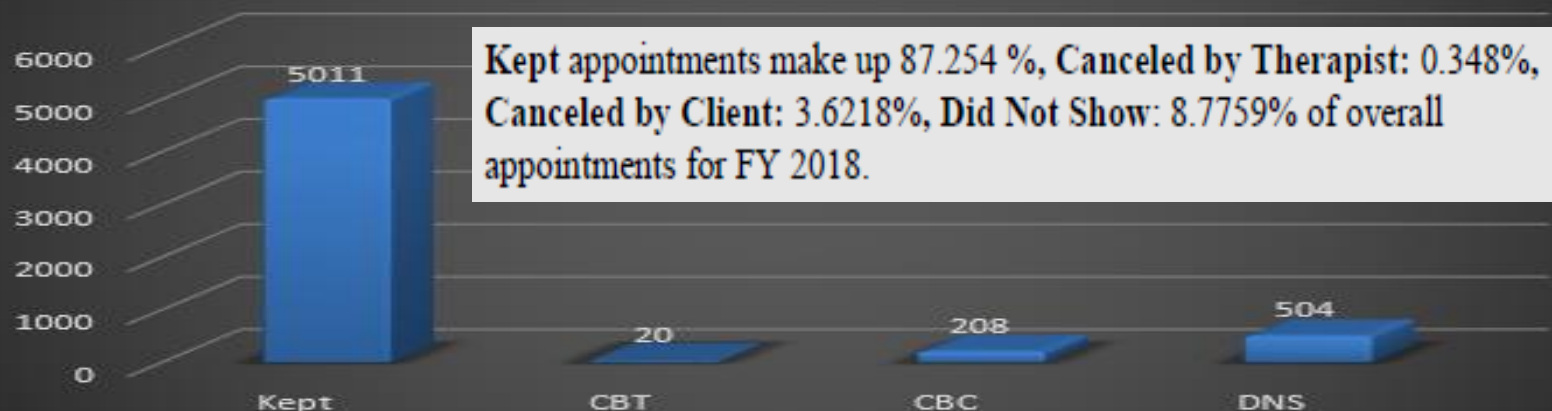 Kept appointments make up 87.254 %, Canceled by Therapist: 0.348%,
Canceled by Client: 3.6218%, Did Not Show: 8.7759% of overall
appointments for FY 2018.
6000
5000
4000
3000
2000
1000
0
5011
20
208
504
Kept
CBT
CBC
DNS